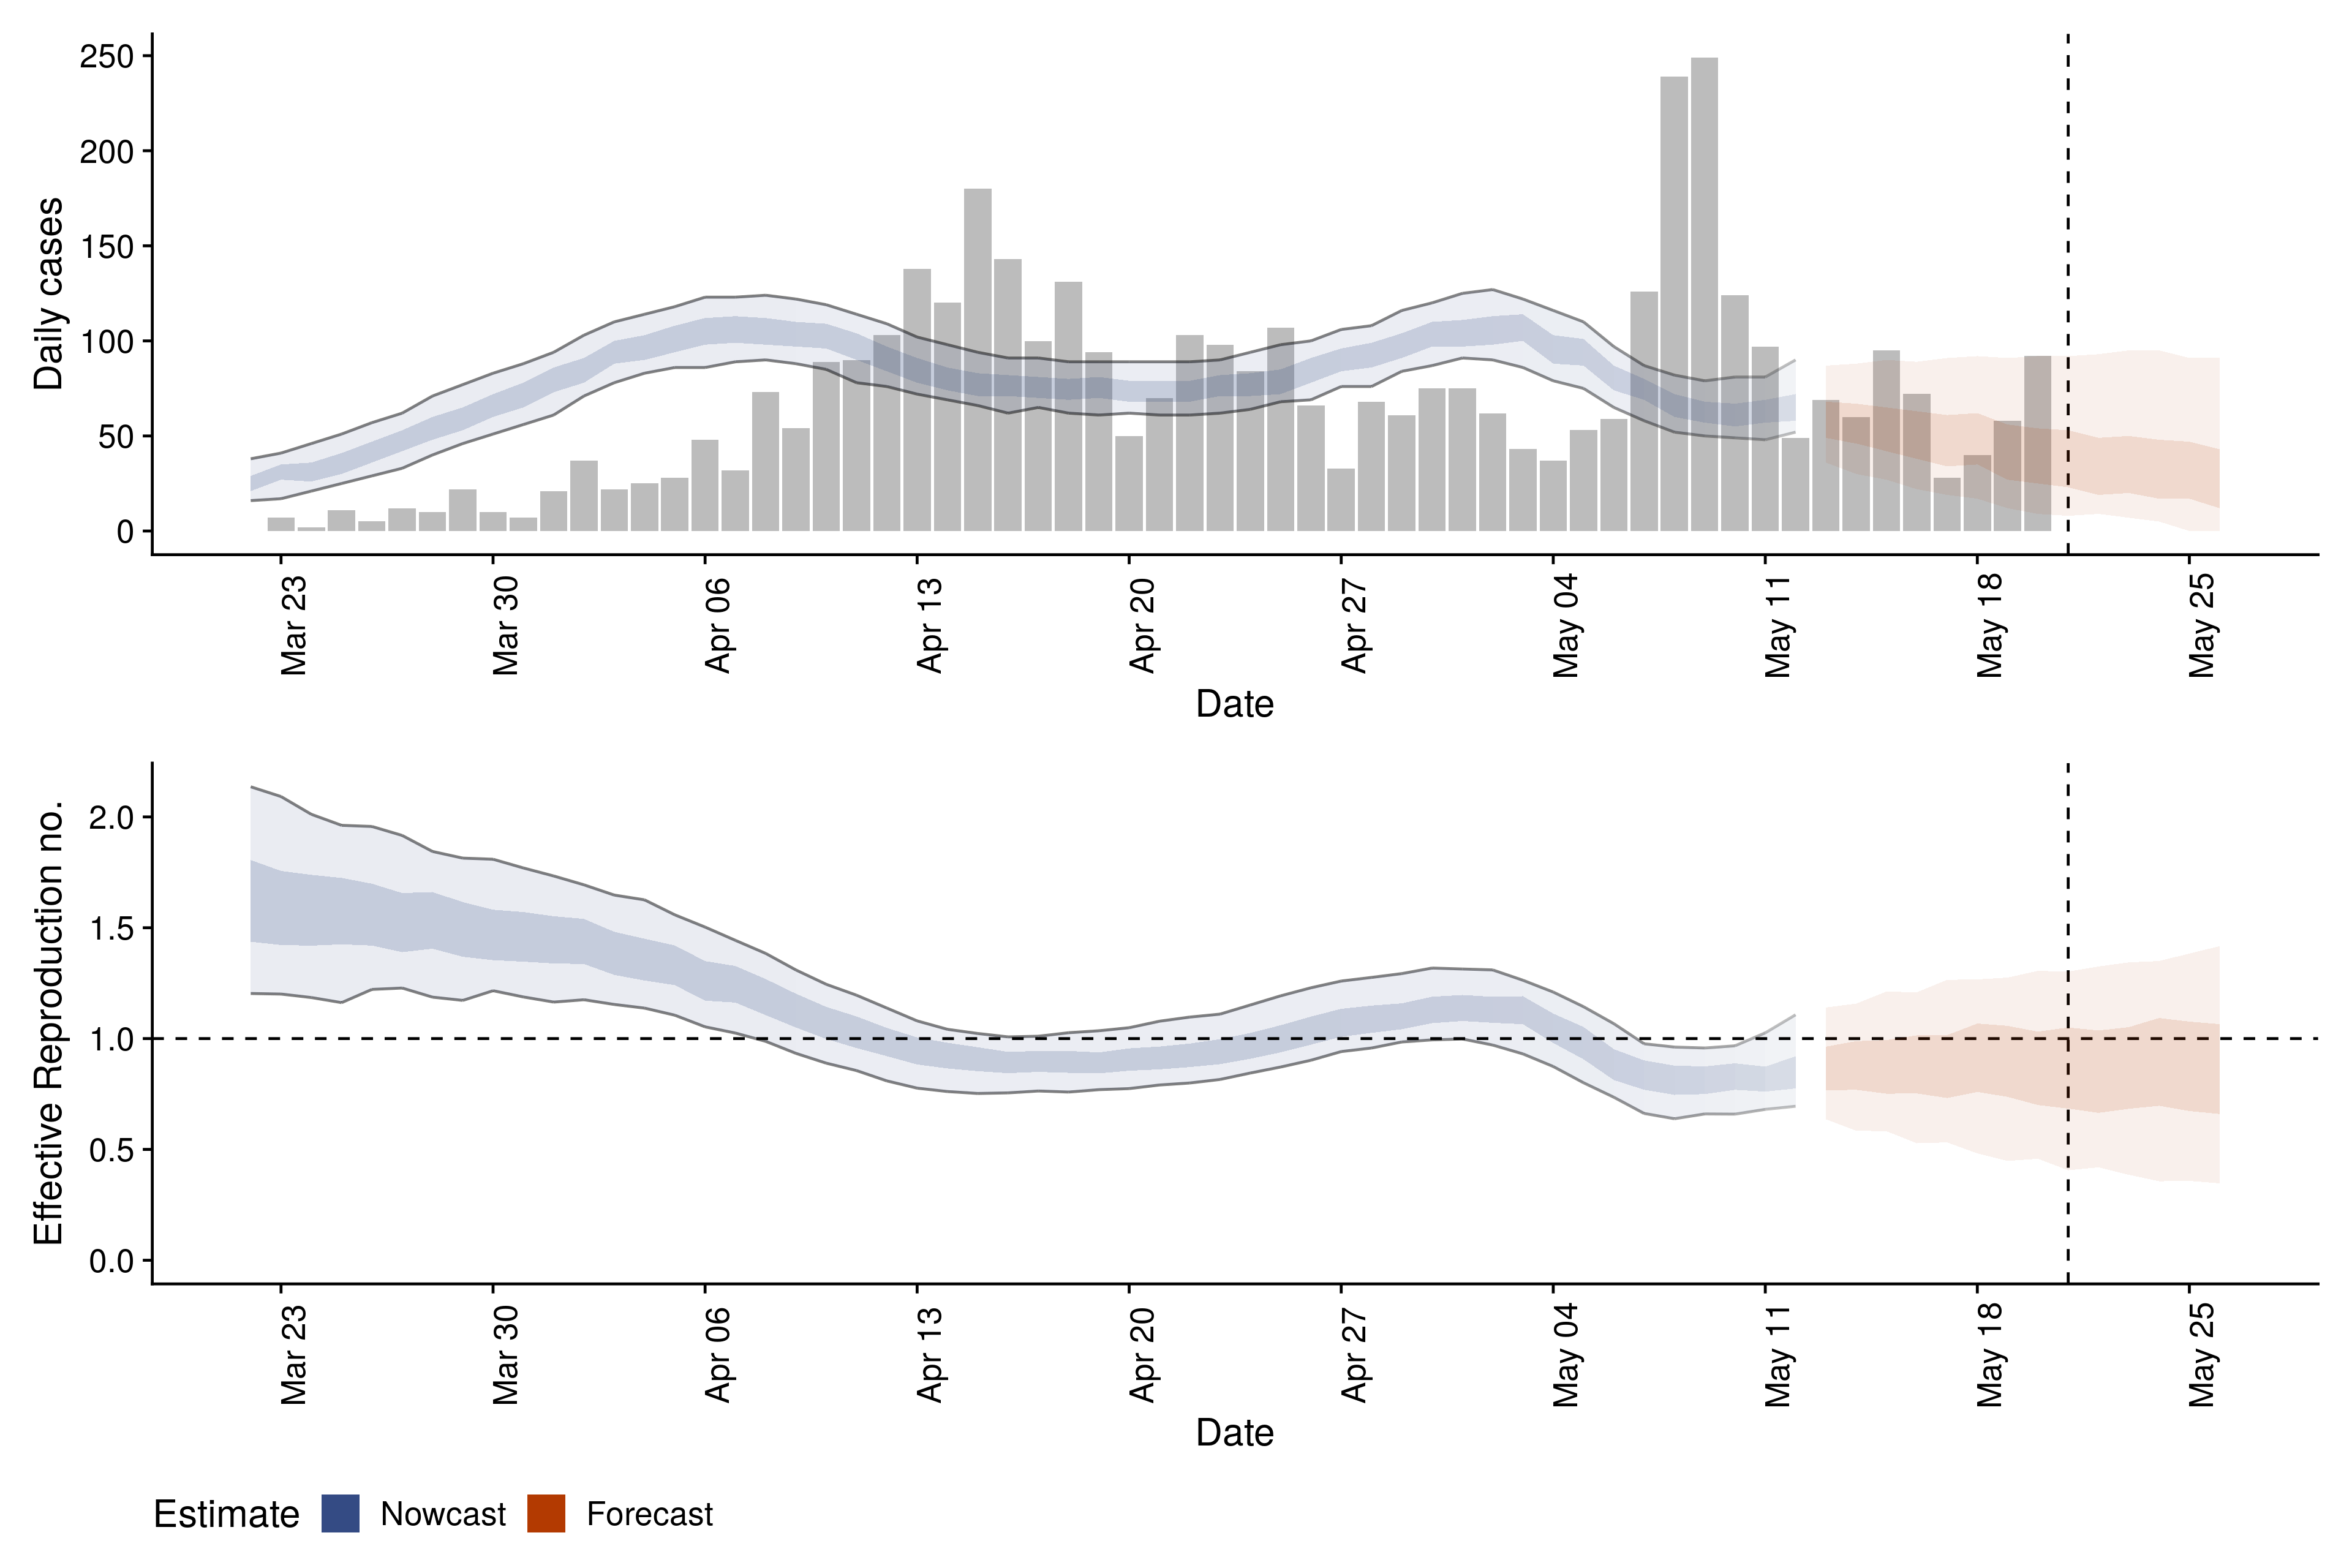 Daily cases
250
200
150
100
50
0
Mar 23
Mar 30
Apr 06
Apr 13
Apr 20
Apr 27
May 04
May 11
May 18
May 25
Date
Effective Reproduction no.
2.0
1.5
1.0
0.5
0.0
Mar 23
Mar 30
Apr 06
Apr 13
Apr 20
Apr 27
May 04
May 11
May 18
May 25
Date
Estimate Nowcast Forecast